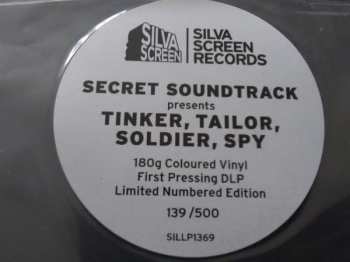 SILVA
SCREEN
SILVA
SCREEN
RECORDS
SECRET SOUNDTRACK
presents
TINKER, TAILOR,
SOLDIER, SPY
180g Coloured Vinyl
First Pressing DLP
Limited Numbered Edition
139 /500
SILLP1369